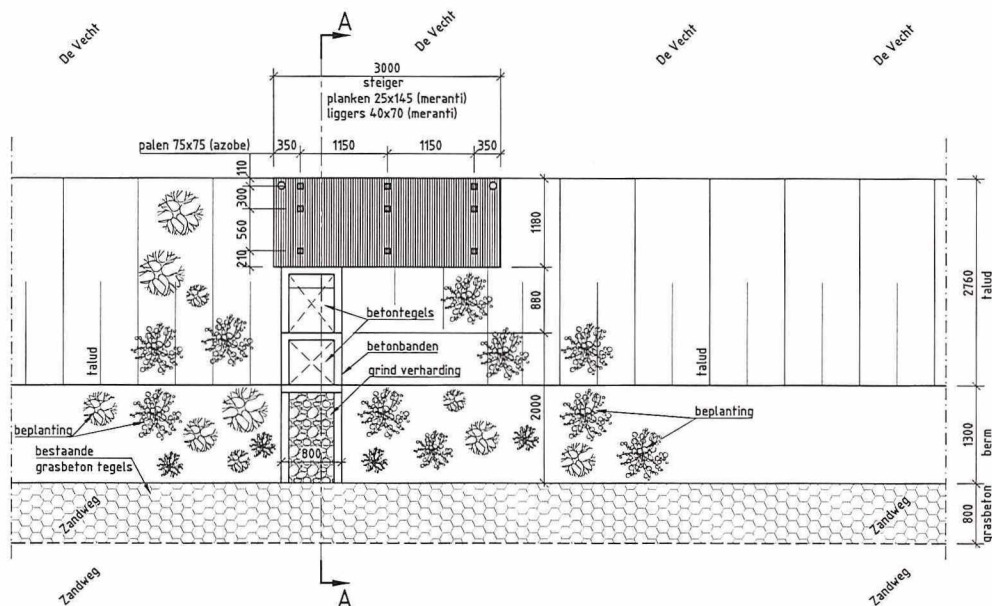 A
De Vecht
De Vecht
De Vecht
De Vecht
3000
steiger
planken 25x145 (meranti)
liggers 40x70 (meranti)
palen 75x75 (azobe)
350
1150
1150
350
110
300
560
210
1180
880
2000
2760
talud
1300
berm
800
grasbeton
betontegels
betonbanden
grind verharding
talud
talud
beplanting
beplanting
800
bestaande
grasbeton tegels
Zandweg
Zandweg
Zandweg
Zandweg
A